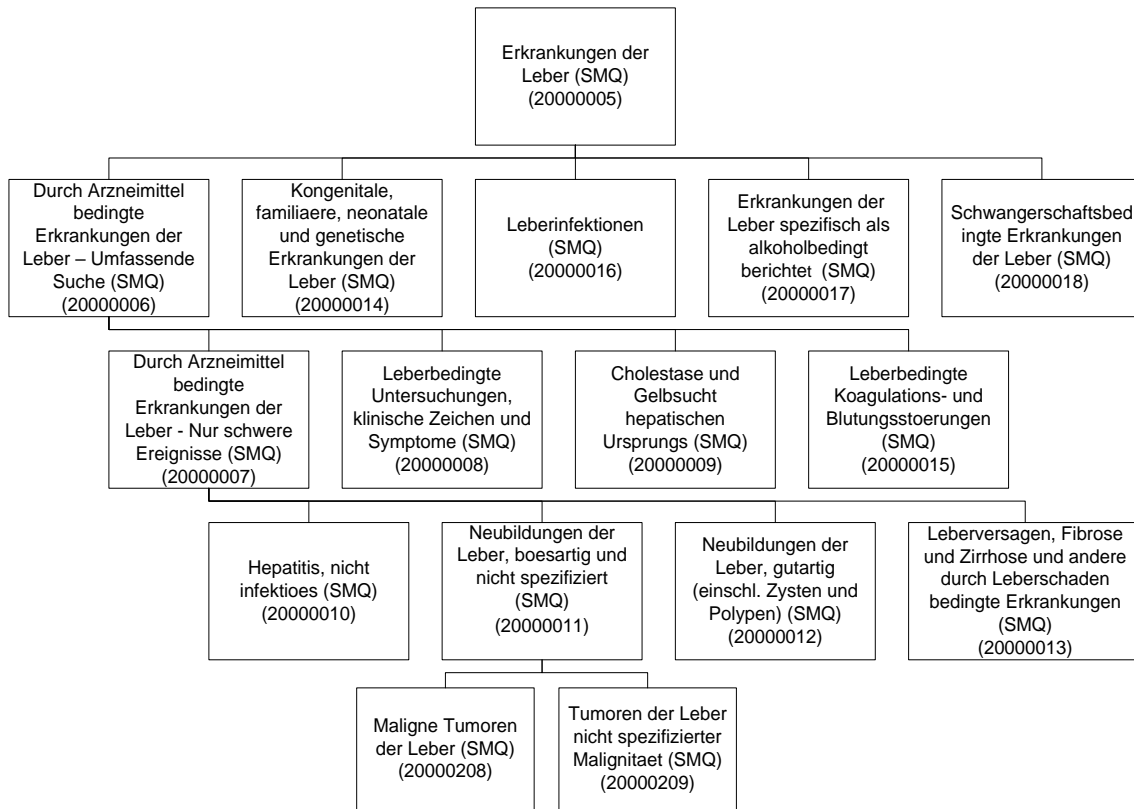 Erkrankungen der
Leber (SMQ)
(20000005)
Durch Arzneimittel
bedingte
Erkrankungen der
Leber – Umfassende
Suche (SMQ)
(20000006)
Kongenitale,
familiaere, neonatale
und genetische
Erkrankungen der
Leber (SMQ)
(20000014)
Leberinfektionen
(SMQ)
(20000016)
Erkrankungen der
Leber spezifisch als
alkoholbedingt
berichtet (SMQ)
(20000017)
Schwangerschaftsbed
ingte Erkrankungen
der Leber (SMQ)
(20000018)
Durch Arzneimittel
bedingte
Erkrankungen der
Leber - Nur schwere
Ereignisse (SMQ)
(20000007)
Leberbedingte
Untersuchungen,
klinische Zeichen und
Symptome (SMQ)
(20000008)
Cholestase und
Gelbsucht
hepatischen
Ursprungs (SMQ)
(20000009)
Leberbedingte
Koagulations- und
Blutungsstoerungen
(SMQ)
(20000015)
Hepatitis, nicht
infektioes (SMQ)
(20000010)
Neubildungen der
Leber, boesartig und
nicht spezifiziert
(SMQ)
(20000011)
Neubildungen der
Leber, gutartig
(einschl. Zysten und
Polypen) (SMQ)
(20000012)
Leberversagen, Fibrose
und Zirrhose und andere
durch Leberschaden
bedingte Erkrankungen
(SMQ)
(20000013)
Maligne Tumoren
der Leber (SMQ)
(20000208)
Tumoren der Leber
nicht spezifizierter
Malignitaet (SMQ)
(20000209)